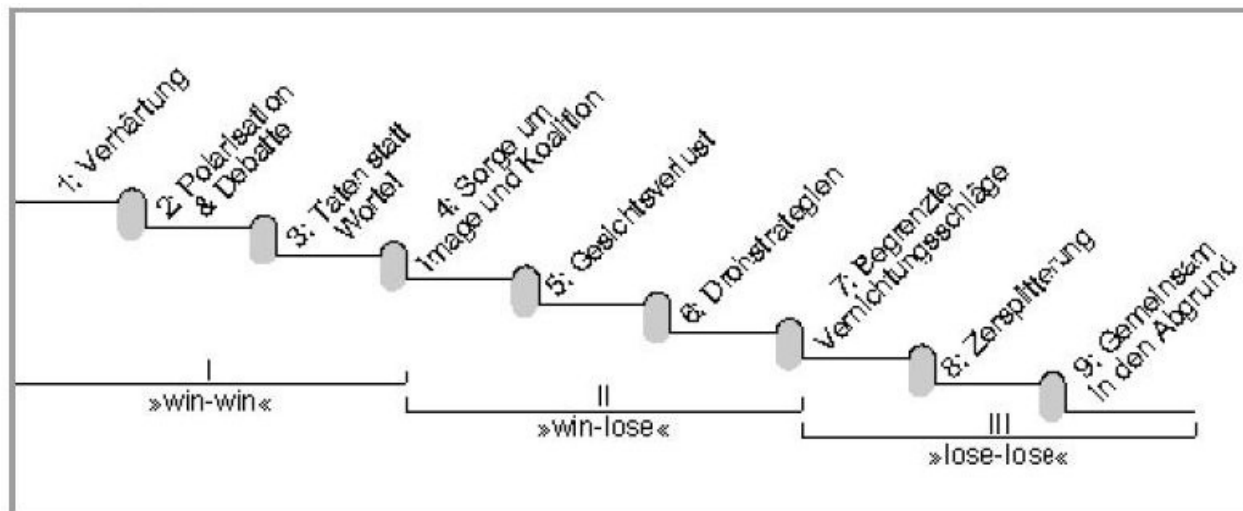 1: Verhärtung
2: Polarisation
& Debatte
3: Taten statt
Worte!
4: Sorge um
Image und Koalition
5: Gesichtsverlust
6: Drohstrategien
7: Begrenzte
Vernichtungsschläge
8: Zersplitterung
9: Gemeinsam
in den Abgrund
I
»win-win«
II
»win-lose«
III
»lose-lose«